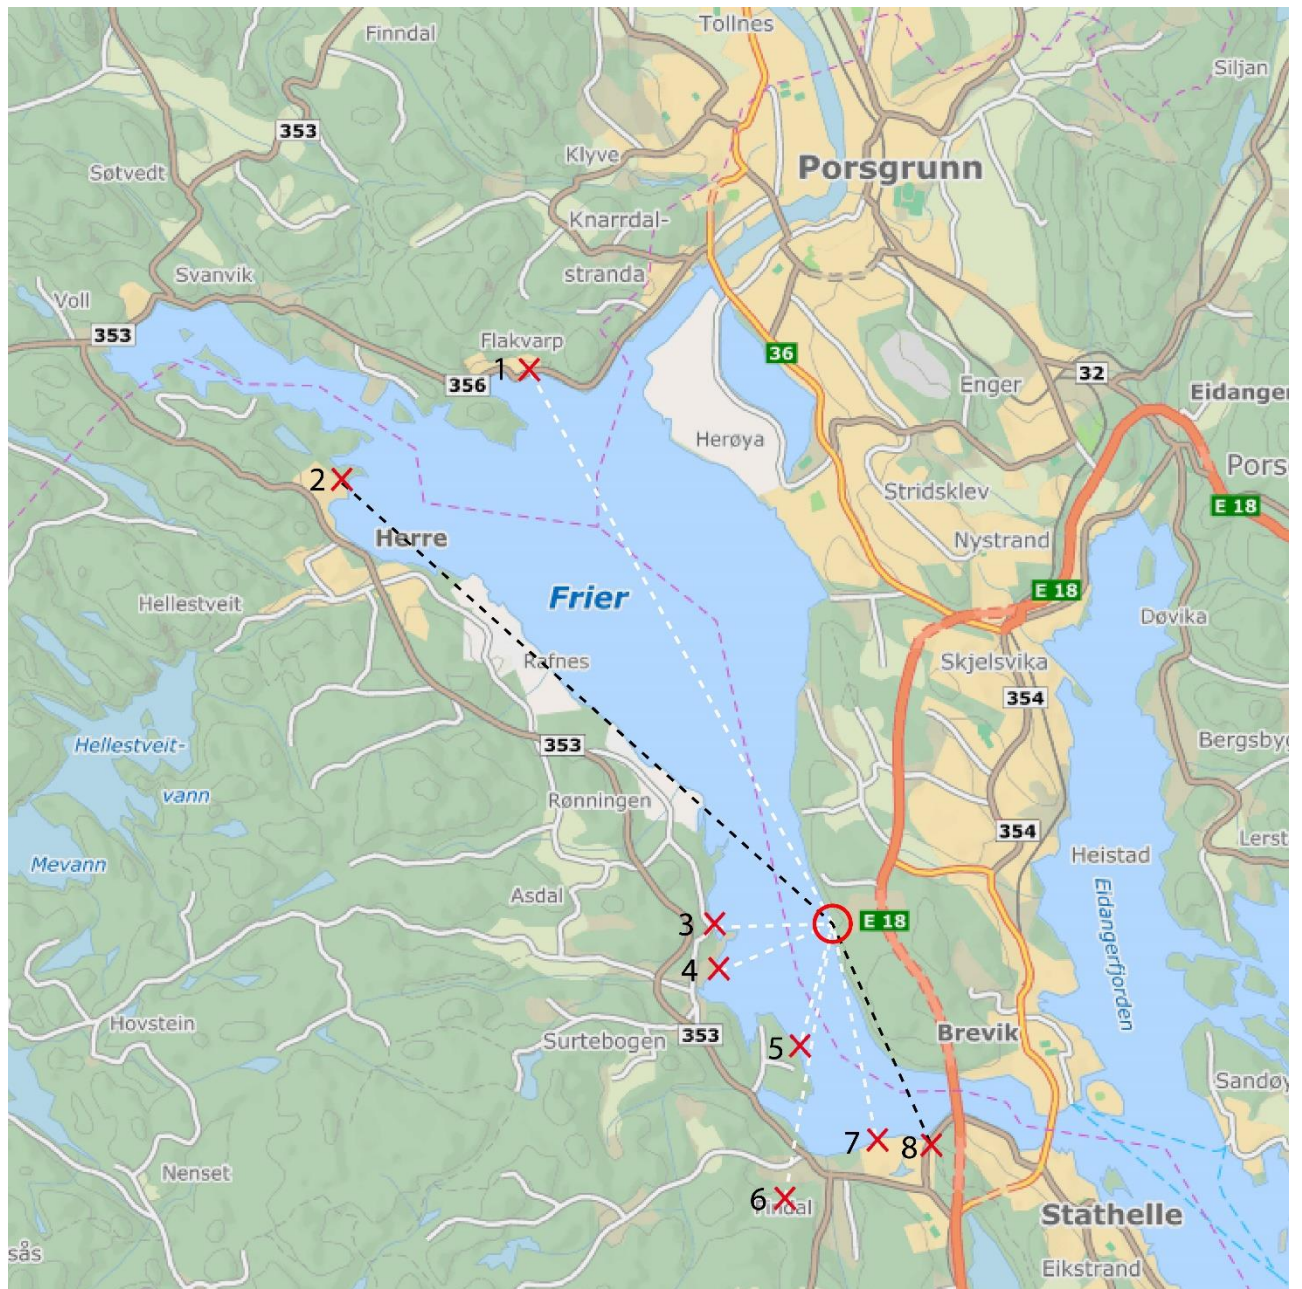 Tollnes
Finndal
Siljan
353
Klyve
Søtvedt
Porsgrunn
Knarrdal-
stranda
Svanvik
Voll
353
Flakvarp
36
1
356
32
Enger
Eidanger
Herøya
Pors
2
Stridsklev
E 18
Herre
Nystrand
E 18
Frier
Hellestveit
Døvika
Rafnes
Skjelsvika
354
Hellestveit-
vann
353
Bergsbyg
Rønningen
354
Lerst
Mevann
Heistad
Asdal
Eidangerfjorden
3
E 18
4
Hovstein
Surtebogen
353
Brevik
5
Sandøy
7
8
Nenset
6
Findal
Stathelle
sås
Eikstrand